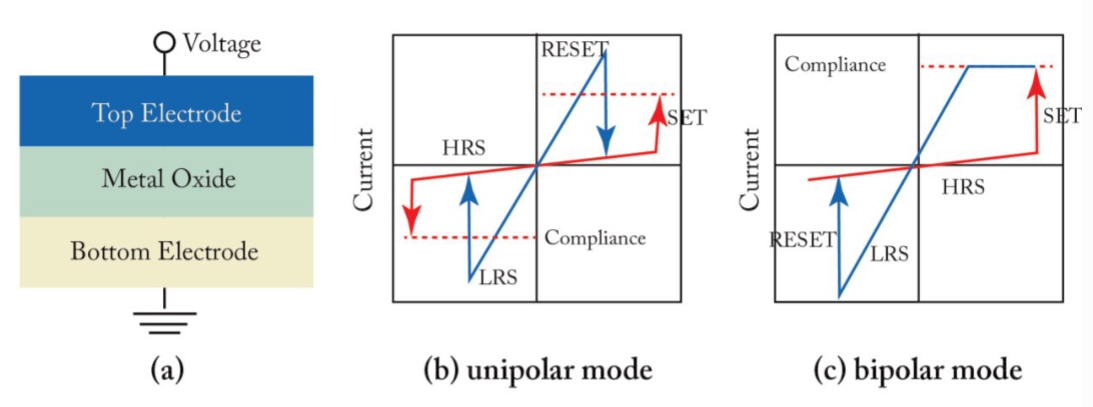 Voltage
Top Electrode
Metal Oxide
Bottom Electrode
(a)
Current
RESET
SET
HRS
Compliance
LRS
(b) unipolar mode
Current
Compliance
SET
HRS
RESET
LRS
(c) bipolar mode